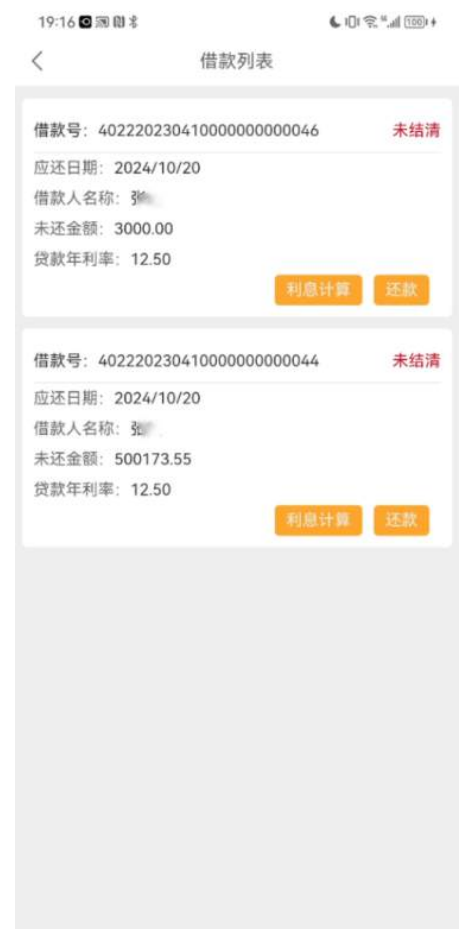 19:16
100
借款列表
借款号：40222023041000000000046 未结清
应还日期：2024/10/20
借款人名称：张
未还金额：3000.00
贷款年利率：12.50
利息计算 还款
借款号：40222023041000000000044 未结清
应还日期：2024/10/20
借款人名称：张
未还金额：500173.55
贷款年利率：12.50
利息计算 还款